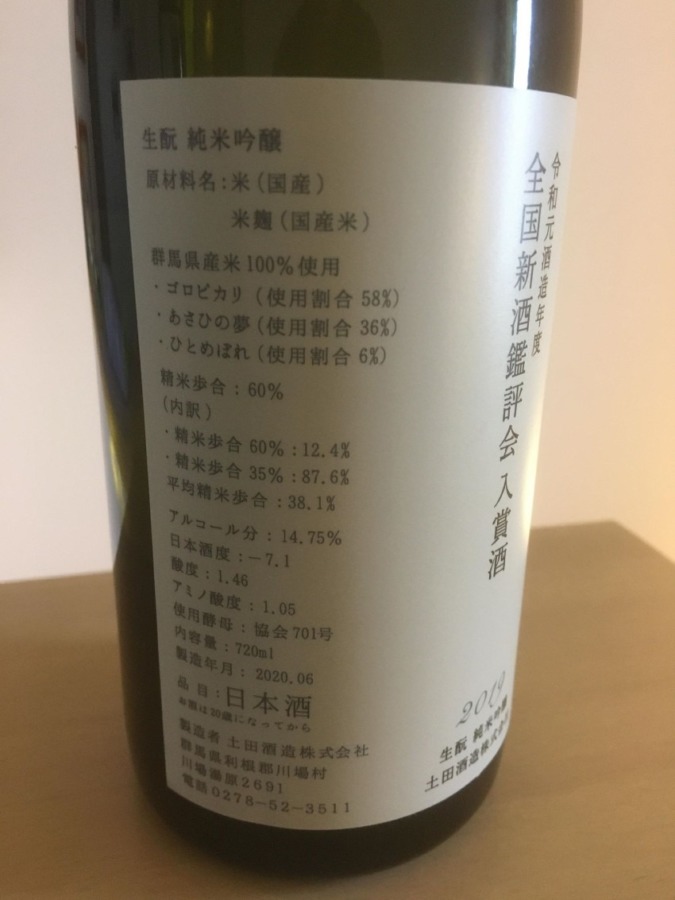 生酛 純米吟醸
原材料名：米（国産）
米麹（国産米）
群馬県産米100％使用
・ゴロピカリ（使用割合 58％）
・あさひの夢（使用割合 36％）
・ひとめぼれ（使用割合 6％）
精米歩合：60％
（内訳）
・精米歩合 60％：12.4％
・精米歩合 35％：87.6％
平均精米歩合：38.1％
アルコール分：14.75％
日本酒度：−7.1
酸度：1.46
アミノ酸度：1.05
使用酵母：協会701号
内容量：720ml
製造年月：2020.06
品目：日本酒
お酒は20歳になってから
製造者 土田酒造株式会社
群馬県利根郡川場村
川場湯原2691
電話0278-52-3511
令和元酒造年度
全国新酒鑑評会 入賞酒
2019
生酛 純米吟醸
土田酒造株式会社